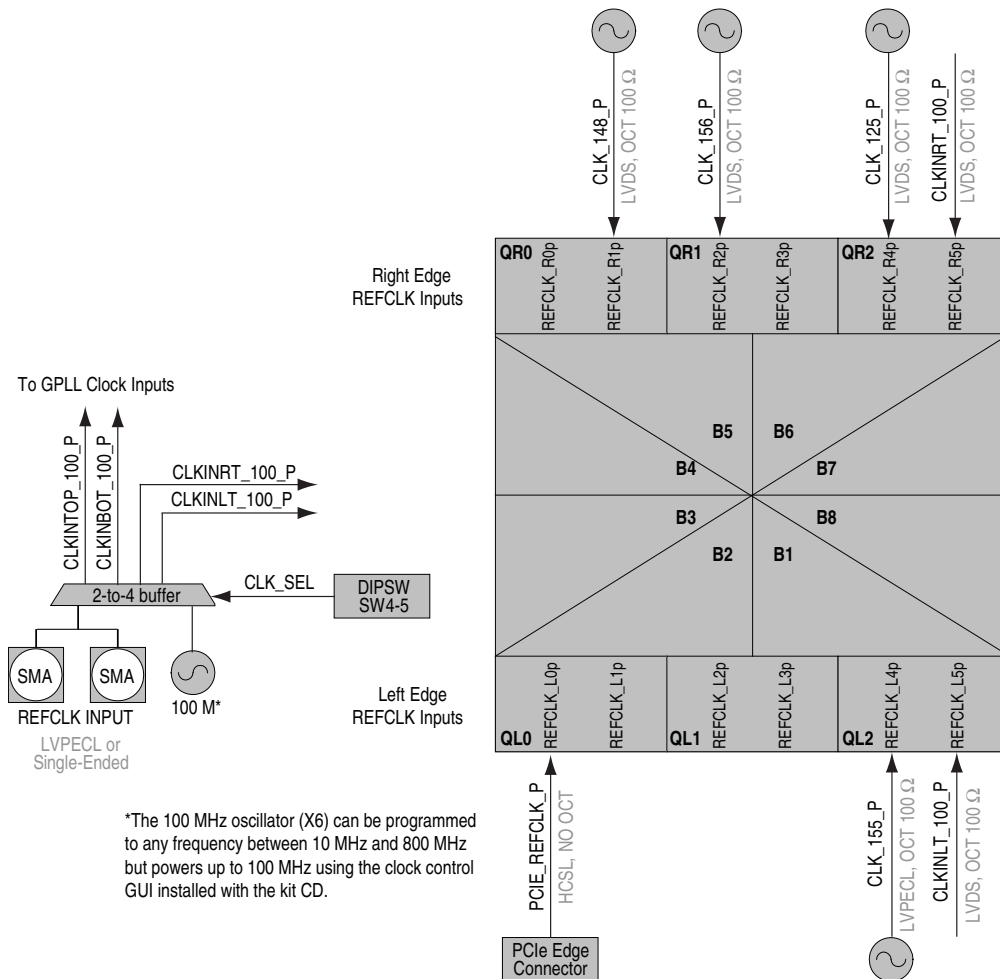 CLK_148_P
LVDS, OCT 100 Ω
CLK_156_P
LVDS, OCT 100 Ω
CLK_125_P
LVDS, OCT 100 Ω
CLKINRT_100_P
LVDS, OCT 100 Ω
Right Edge
REFCLK Inputs
QR0
REFCLK_R0p
REFCLK_R1p
QR1
REFCLK_R2p
REFCLK_R3p
QR2
REFCLK_R4p
REFCLK_R5p
B5
B6
B4
B7
B3
B8
B2
B1
To GPLL Clock Inputs
CLKINTOP_100_P
CLKINBOT_100_P
CLKINRT_100_P
CLKINLT_100_P
2-to-4 buffer
CLK_SEL
DIPSW
SW4-5
SMA
SMA
100 M*
REFCLK INPUT
LVPECL or
Single-Ended
Left Edge
REFCLK Inputs
QL0
REFCLK_L0p
REFCLK_L1p
QL1
REFCLK_L2p
REFCLK_L3p
QL2
REFCLK_L4p
REFCLK_L5p
*The 100 MHz oscillator (X6) can be programmed
to any frequency between 10 MHz and 800 MHz
but powers up to 100 MHz using the clock control
GUI installed with the kit CD.
PCIE_REFCLK_P
HCSL, NO OCT
PCIe Edge
Connector
CLK_155_P
LVPECL, OCT 100 Ω
CLKINLT_100_P
LVDS, OCT 100 Ω